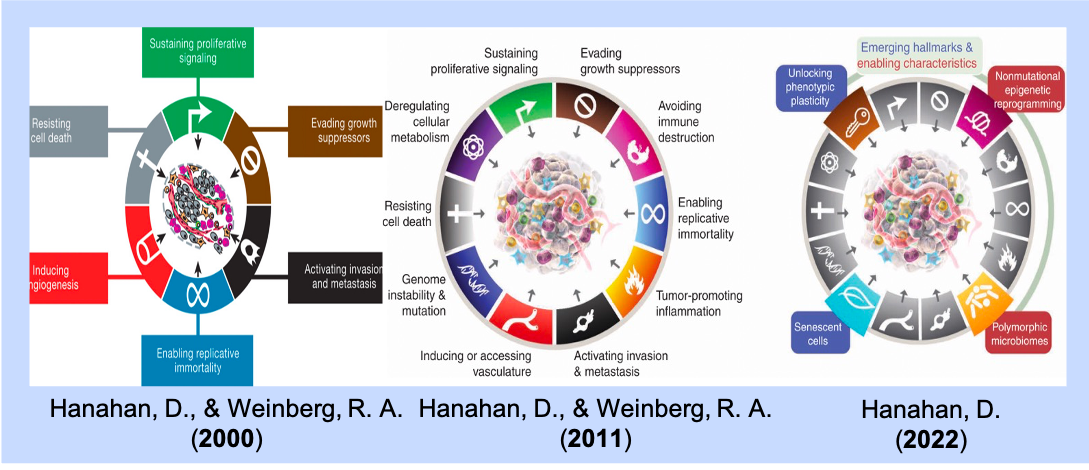 Sustaining proliferative
signaling
Resisting
cell death
Evading growth
suppressors
Inducing
ngiogenesis
Activating invasion
and metastasis
Enabling replicative
immortality
Hanahan, D., & Weinberg, R. A.
(2000)
Sustaining
proliferative signaling
Evading
growth suppressors
Deregulating
cellular
metabolism
Avoiding
immune
destruction
Resisting
cell death
Enabling
replicative
immortality
Genome
instability &
mutation
Tumor-promoting
inflammation
Inducing or accessing
vasculature
Activating invasion
& metastasis
Hanahan, D., & Weinberg, R. A.
(2011)
Emerging hallmarks &
enabling characteristics
Unlocking
phenotypic
plasticity
Nonmutational
epigenetic
reprogramming
Senescent
cells
Polymorphic
microbiomes
Hanahan, D.
(2022)